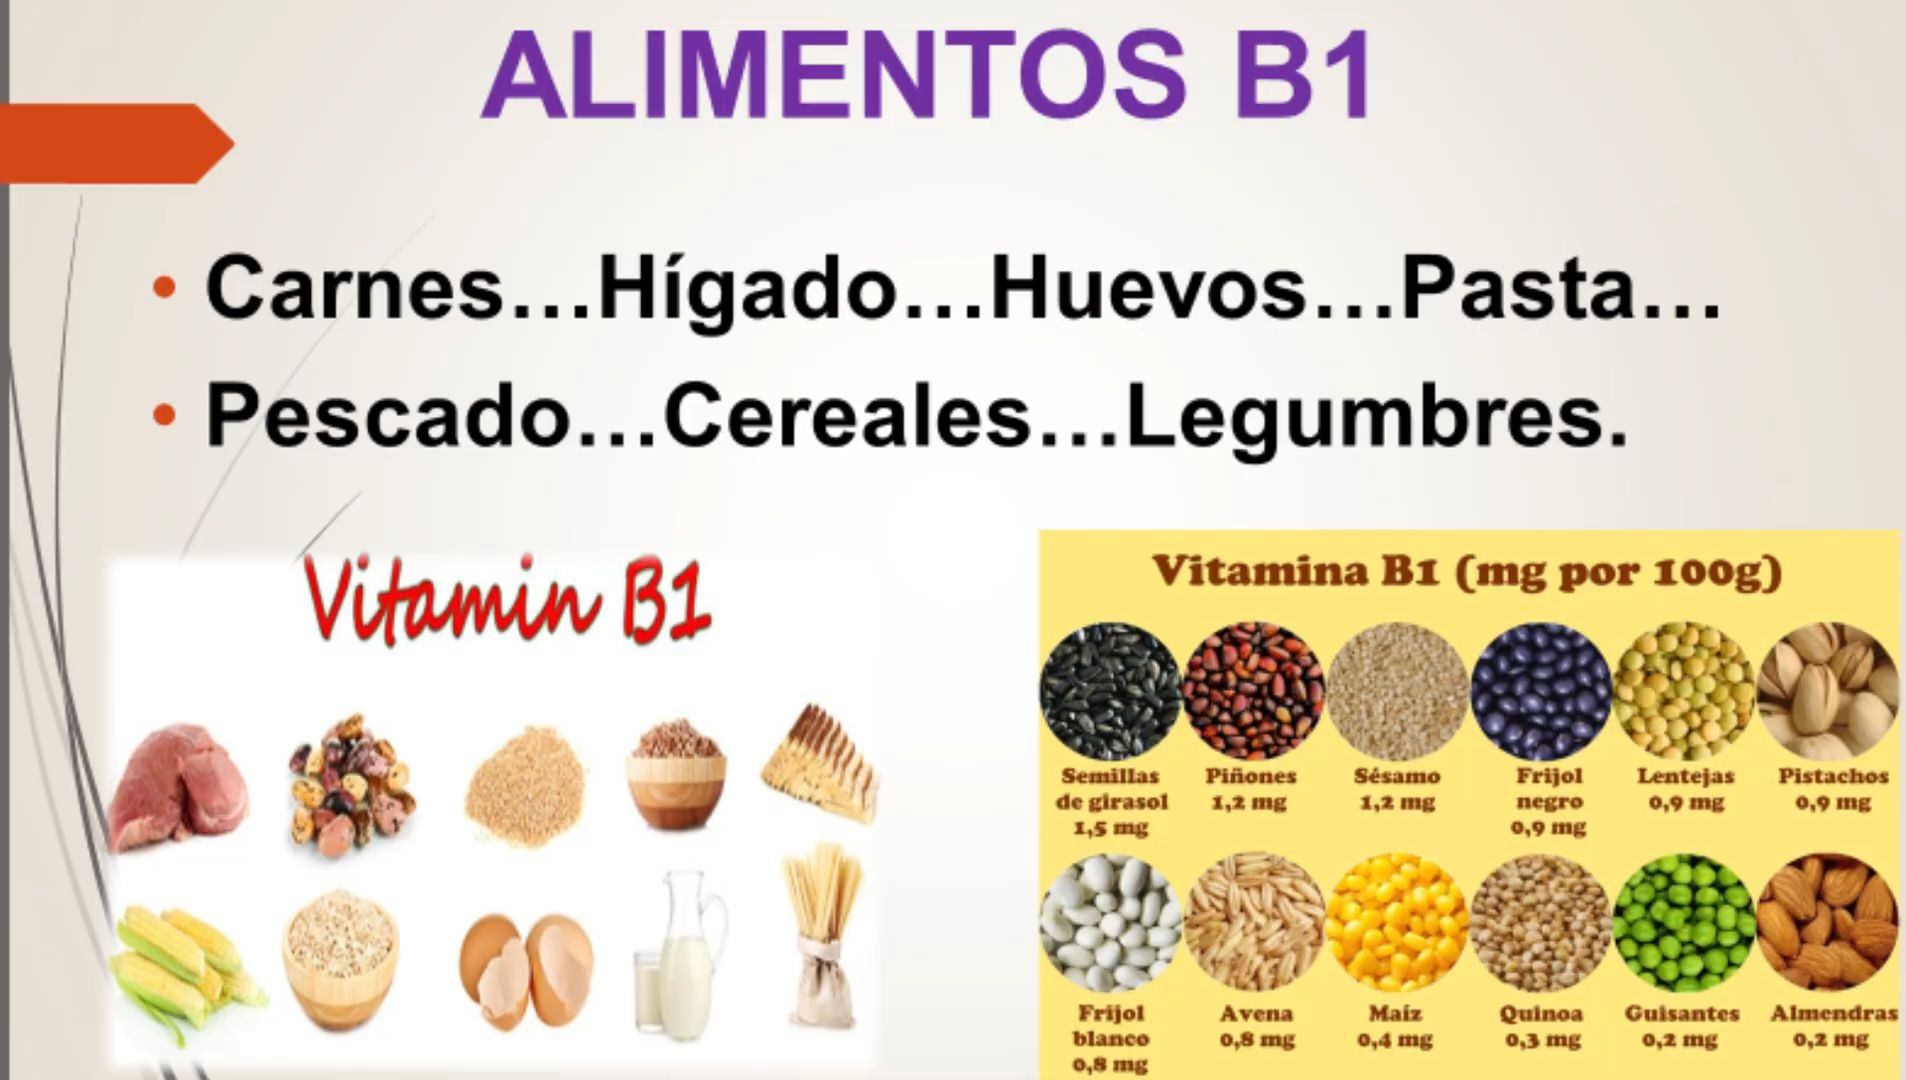 ALIMENTOS B1
• Carnes...Hígado...Huevos...Pasta...
• Pescado...Cereales...Legumbres.
Vitamin B1
Vitamina B1 (mg por 100g)
Semillas
de girasol
1,5 mg
Piñones
1,2 mg
Sésamo
1,2 mg
Frijol
negro
0,9 mg
Lentejas
0,9 mg
Pistachos
0,9 mg
Frijol
blanco
0,8 mg
Avena
0,8 mg
Maíz
0,4 mg
Quinoa
0,3 mg
Guisantes
0,2 mg
Almendras
0,2 mg